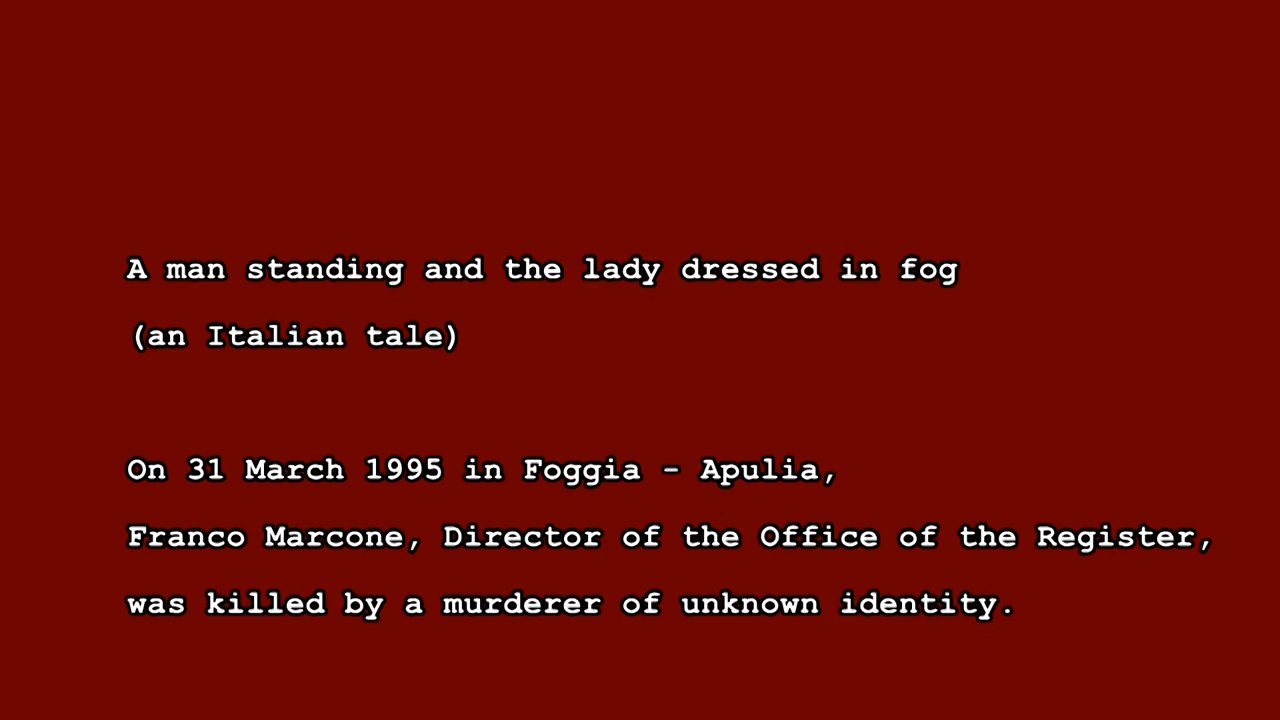 A man standing and the lady dressed in fog
(an Italian tale)
On 31 March 1995 in Foggia – Apulia,
Franco Marcone, Director of the Office of the Register,
was killed by a murderer of unknown identity.